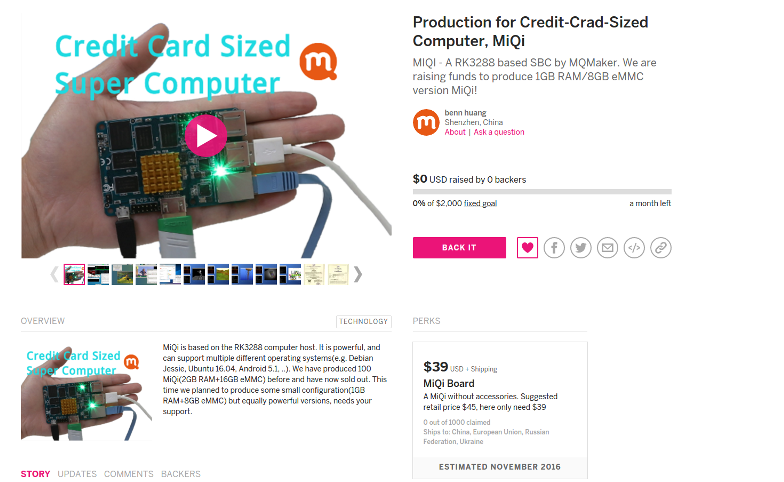 Credit Card Sized
Super Computer
Production for Credit-Crad-Sized
Computer, MiQi
MIQI - A RK3288 based SBC by MQMaker. We are
raising funds to produce 1GB RAM/8GB eMMC
version MiQi!
benn huang
Shenzhen, China
About | Ask a question
$0 USD raised by 0 backers
0% of $2,000 fixed goal
a month left
BACK IT
OVERVIEW
TECHNOLOGY
Credit Card Sized
Super Computer
MiQi is based on the RK3288 computer host. It is powerful, and
can support multiple different operating systems(e.g. Debian
Jessie, Ubuntu 16.04, Android 5.1, ..). We have produced 100
MiQi(2GB RAM+16GB eMMC) before and have now sold out. This
time we planned to produce some small configuration(1GB
RAM+8GB eMMC) but equally powerful versions, needs your
support.
STORY UPDATES COMMENTS BACKERS
PERKS
$39 USD + Shipping
MiQi Board
A MiQi without accessories. Suggested
retail price $45, here only need $39
0 out of 1000 claimed
Ships to: China, European Union, Russian
Federation, Ukraine
ESTIMATED NOVEMBER 2016